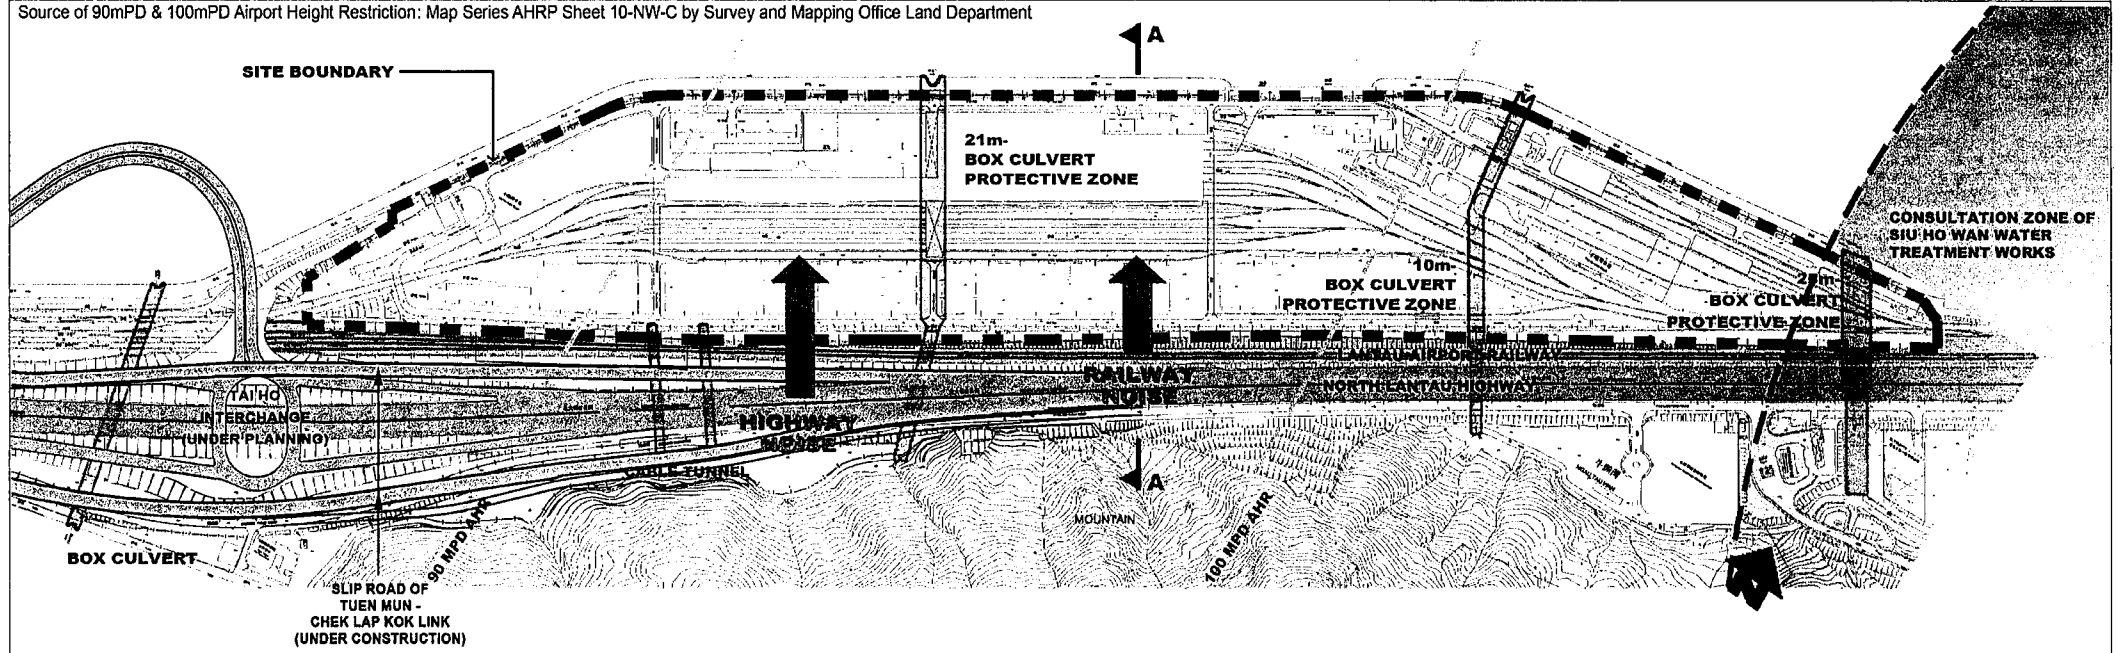 Source of 90mPD & 100mPD Airport Height Restriction: Map Series AHRP Sheet 10-NW-C by Survey and Mapping Office Land Department
A
SITE BOUNDARY
21m-
BOX CULVERT
PROTECTIVE ZONE
CONSULTATION ZONE OF
SIU HO WAN WATER
TREATMENT WORKS
10m-
BOX CULVERT
PROTECTIVE ZONE
BOX CULVERT
PROTECTIVE ZONE
LANTAU AIRPORT RAILWAY
RAILWAY
NOISE
NORTH LANTAU HIGHWAY
TAI HO
INTERCHANGE
(UNDER PLANNING)
HIGHWAY
NOISE
CABLE TUNNEL
A
MOUNTAIN
90 MPD AHR
100 MPD AHR
BOX CULVERT
SLIP ROAD OF
TUEN MUN -
CHEK LAP KOK LINK
(UNDER CONSTRUCTION)